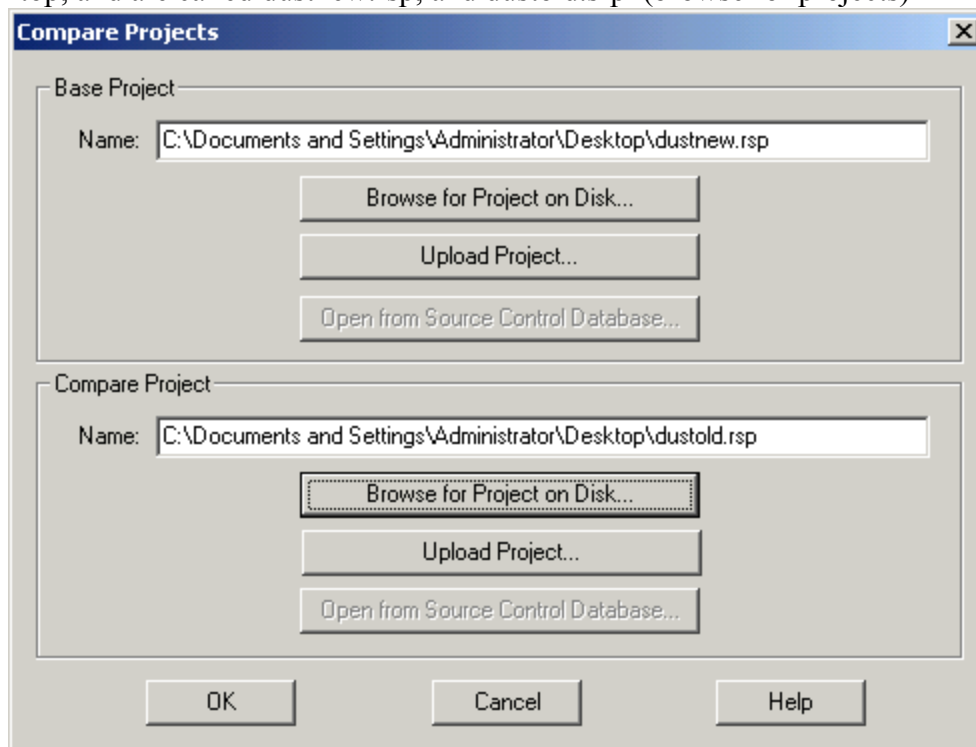 Compare Projects
Base Project
Name: C:\Documents and Settings\Administrator\Desktop\dustnew.rsp
Browse for Project on Disk...
Upload Project...
Open from Source Control Database...
Compare Project
Name: C:\Documents and Settings\Administrator\Desktop\dustold.rsp
Browse for Project on Disk...
Upload Project...
Open from Source Control Database...
OK Cancel Help